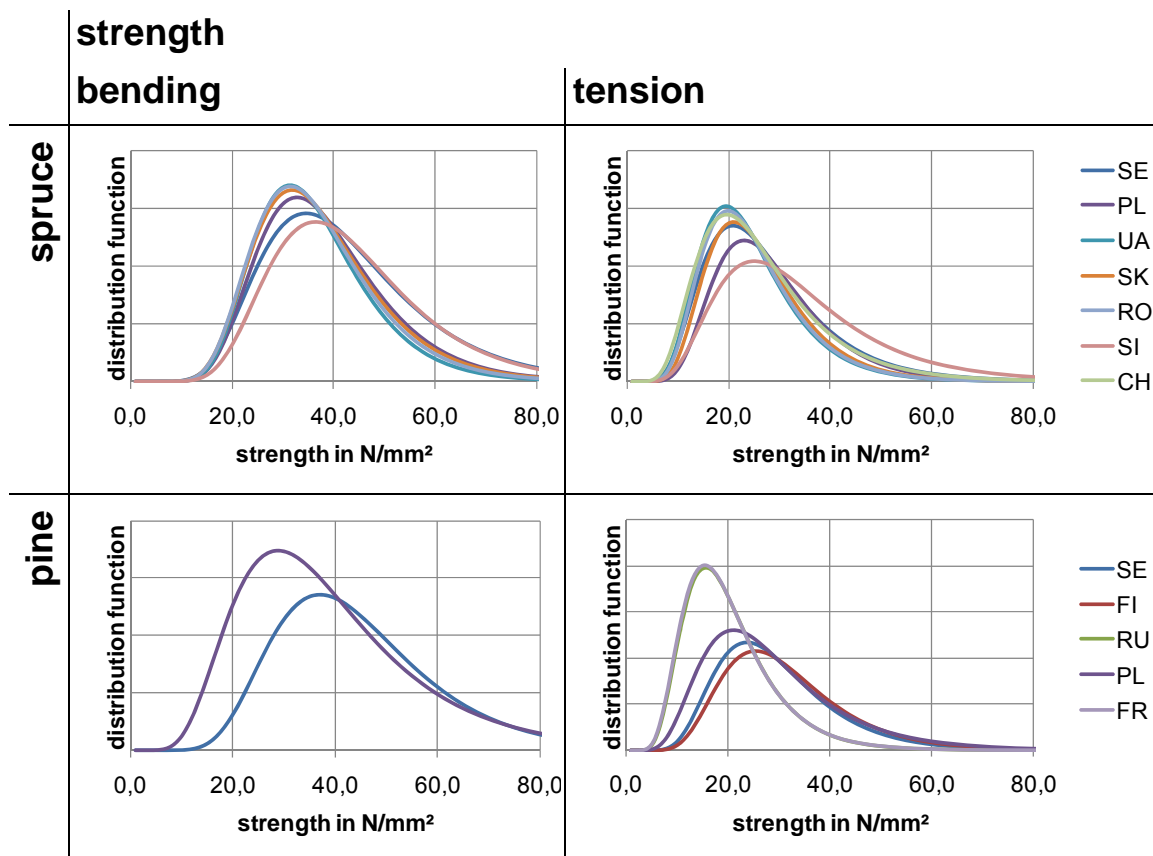 strength
bending
tension
spruce
distribution function
0,0 20,0 40,0 60,0 80,0
strength in N/mm²
distribution function
0,0 20,0 40,0 60,0 80,0
strength in N/mm²
SE
PL
UA
SK
RO
SI
CH
pine
distribution function
0,0 20,0 40,0 60,0 80,0
strength in N/mm²
distribution function
0,0 20,0 40,0 60,0 80,0
strength in N/mm²
SE
FI
RU
PL
FR